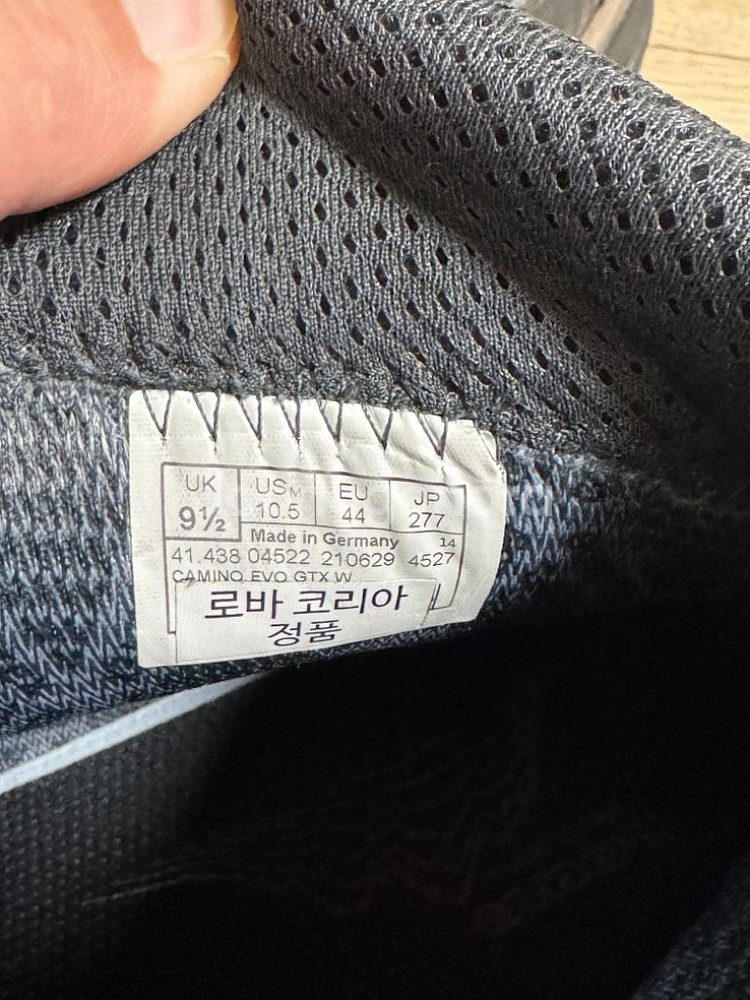 UK USM EU JP
9½ 10.5 44 277
Made in Germany 14
41.438 04522 210629 4527
CAMINO EVO GTX W
로바 코리아
정품